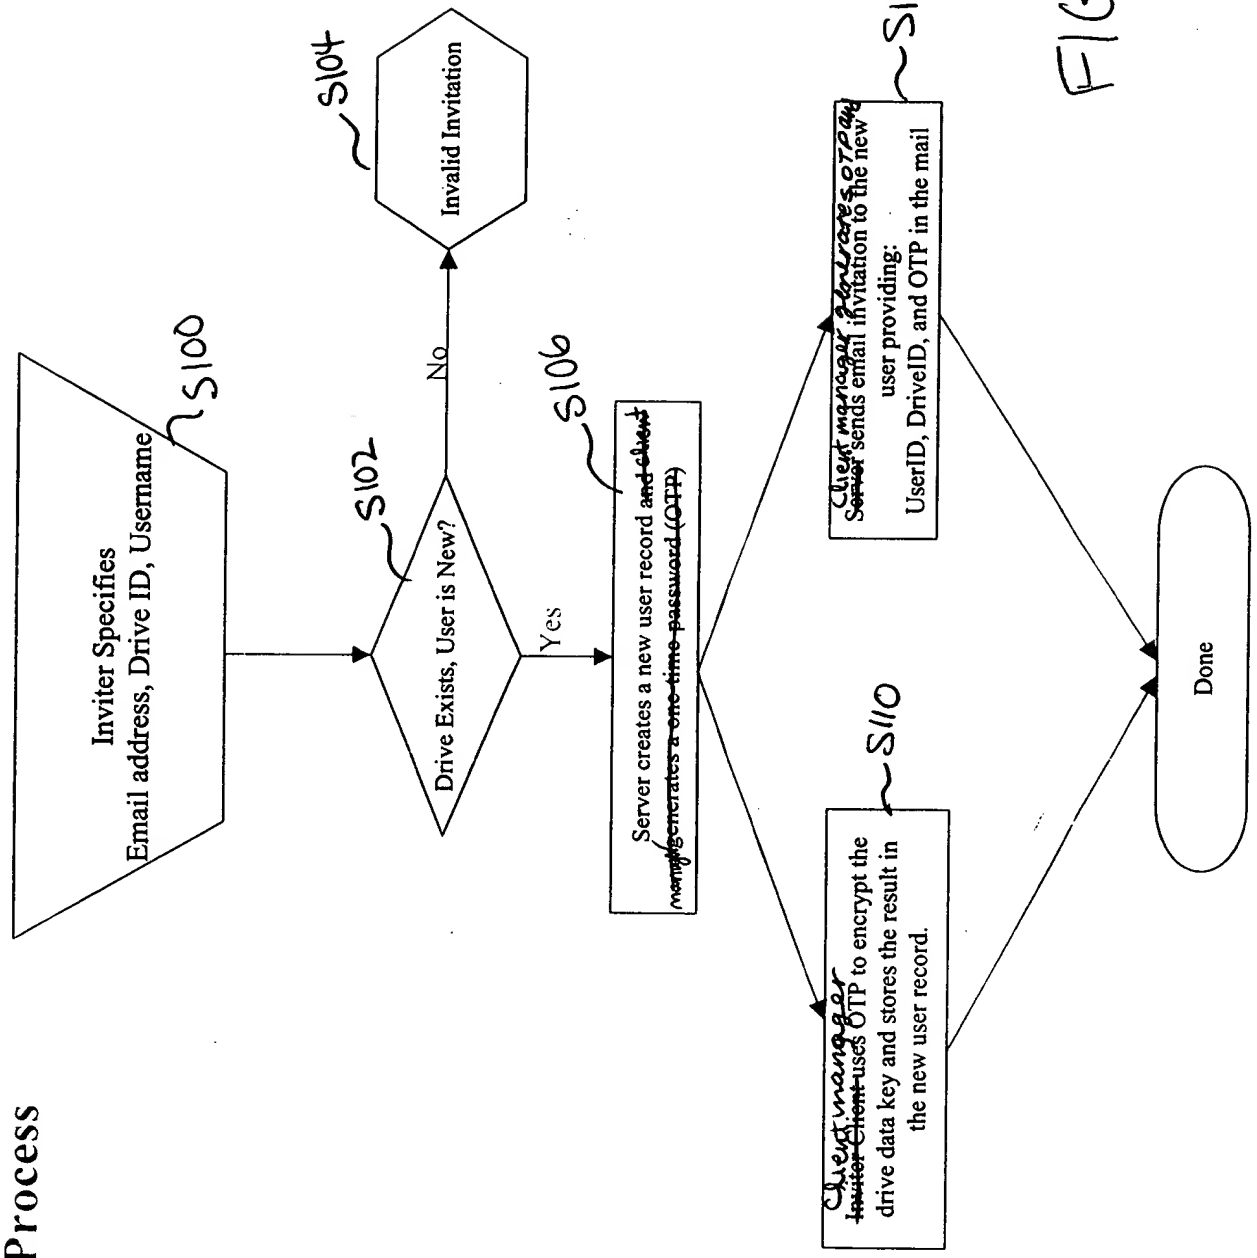 Process
Inviter Specifies
Email address, Drive ID, Username
S100
S102
Drive Exists, User is New?
No
S104
Invalid Invitation
Yes
S106
Server creates a new user record and client
generates a one-time password (OTP)
Client manager
Inviter Client uses OTP to encrypt the
drive data key and stores the result in
the new user record.
S110
Client manager generates OTP and
Server sends email invitation to the new
user providing:
UserID, DriveID, and OTP in the mail
S1
Done
FIG